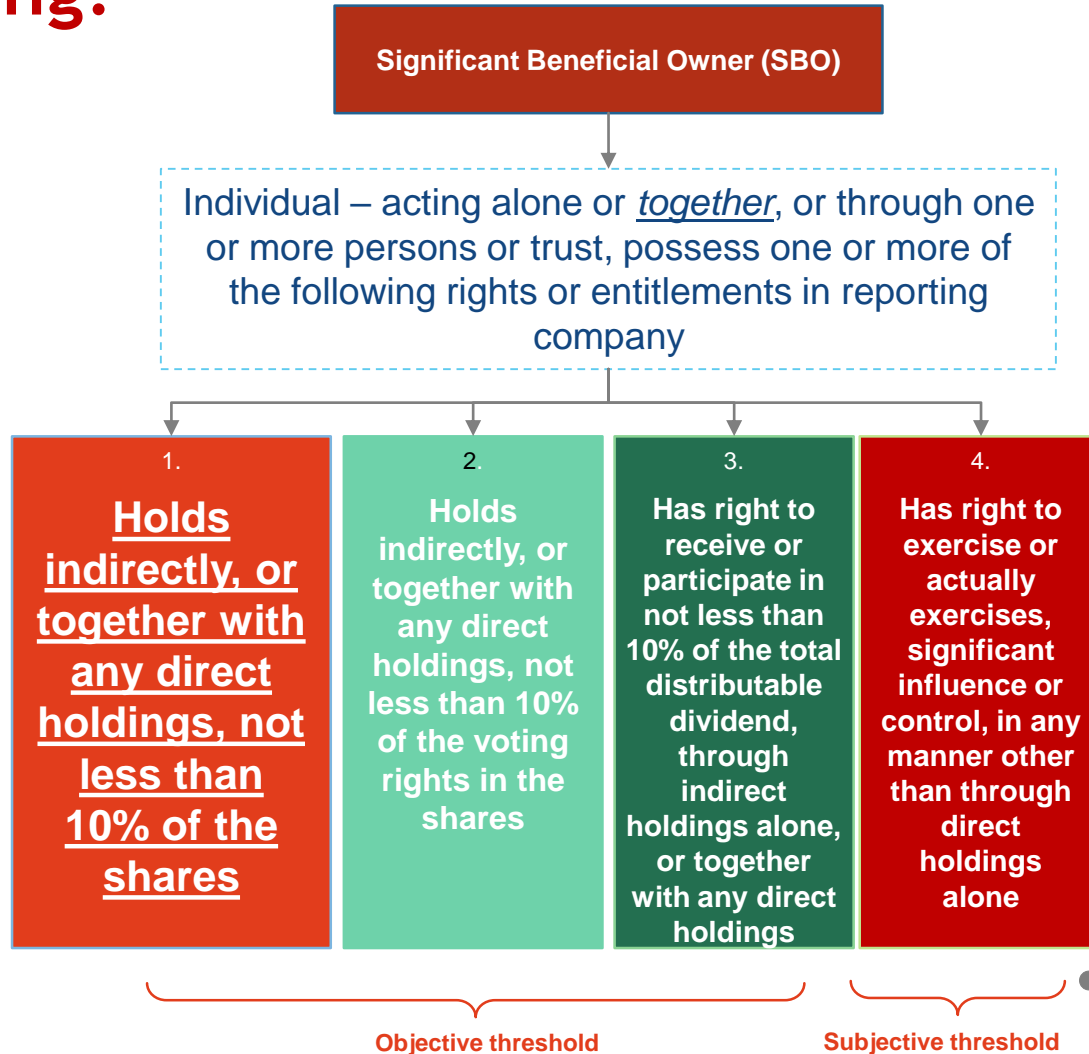 ng:
Significant Beneficial Owner (SBO)
Individual – acting alone or together, or through one
or more persons or trust, possess one or more of
the following rights or entitlements in reporting
company
1.
Holds
indirectly, or
together with
any direct
holdings, not
less than
10% of the
shares
2.
Holds
indirectly, or
together with
any direct
holdings, not
less than 10%
of the voting
rights in the
shares
3.
Has right to
receive or
participate in
not less than
10% of the total
distributable
dividend,
through
indirect
holdings alone,
or together
with any direct
holdings
4.
Has right to
exercise or
actually
exercises,
significant
influence or
control, in any
manner other
than through
direct
holdings
alone
Objective threshold
Subjective threshold